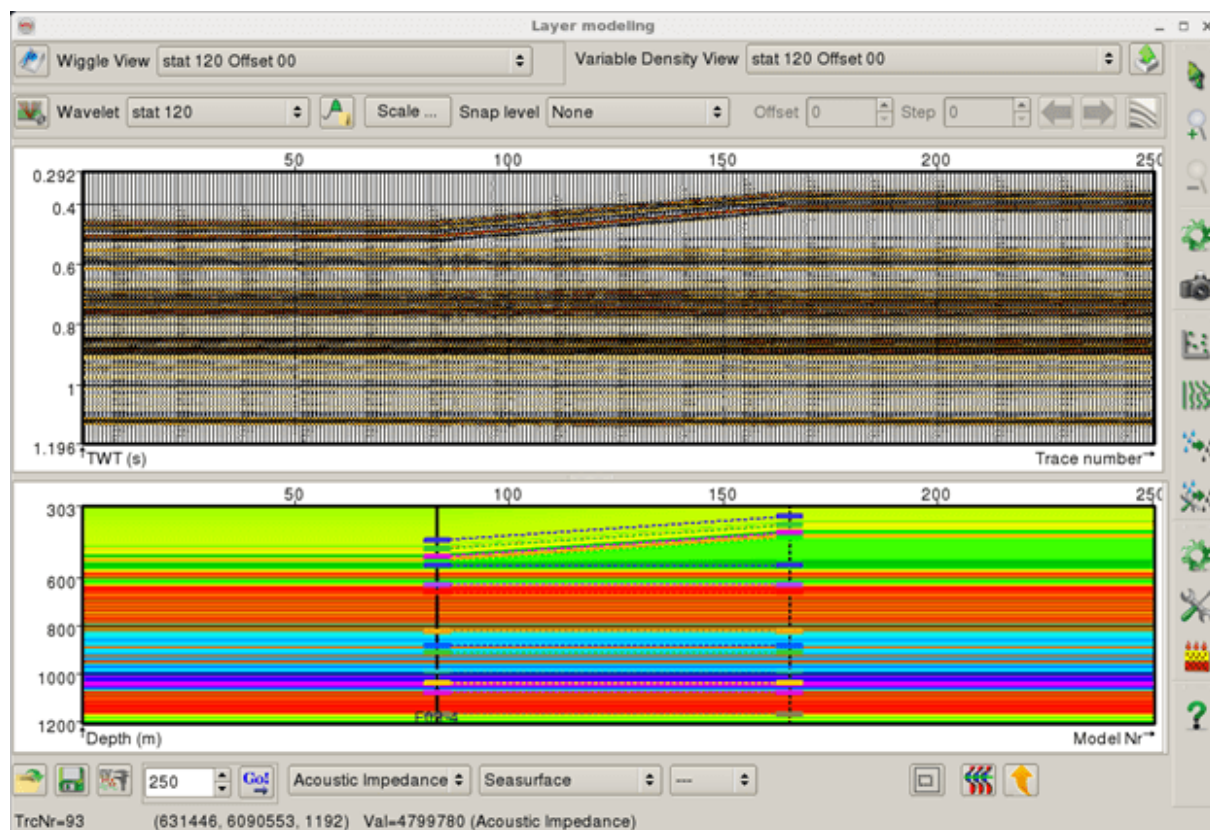 Layer modeling
Wiggle View stat 120 Offset 00 Variable Density View stat 120 Offset 00
Wavelet stat 120 Scale ... Snap level None Offset 0 Step 0
50 100 150 200 250
0.292
0.4
0.6
0.8
1
1.196
TWT (s) Trace number
50 100 150 200 250
303
600
800
1000
1200
Depth (m) Model Nr
250 Go! Acoustic Impedance Seasurface ---
TrcNr=93 (631446, 6090553, 1192) Val=4799780 (Acoustic Impedance)